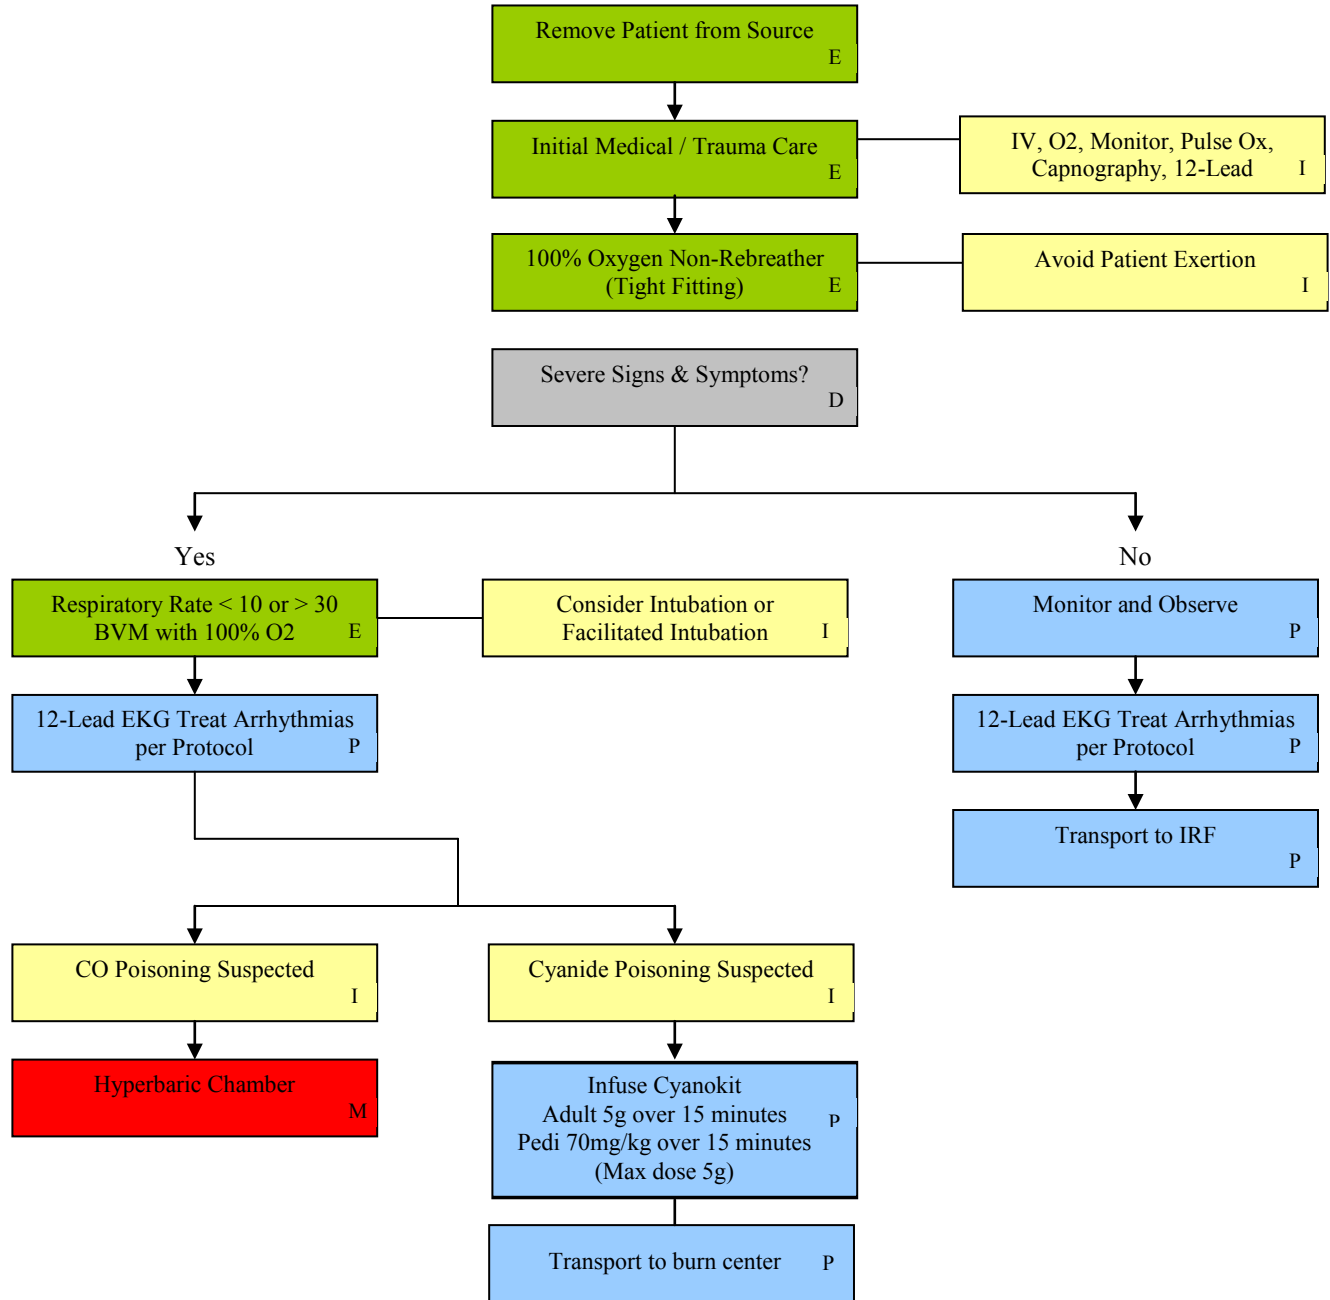 Remove Patient from Source
E
Initial Medical / Trauma Care
E
IV, O2, Monitor, Pulse Ox,
Capnography, 12-Lead I
100% Oxygen Non-Rebreather
(Tight Fitting) E
Avoid Patient Exertion
I
Severe Signs & Symptoms?
D
Yes
No
Respiratory Rate < 10 or > 30
BVM with 100% O2 E
Consider Intubation or
Facilitated Intubation I
Monitor and Observe
P
12-Lead EKG Treat Arrhythmias
per Protocol P
12-Lead EKG Treat Arrhythmias
per Protocol P
Transport to IRF
P
CO Poisoning Suspected
I
Cyanide Poisoning Suspected
I
Hyperbaric Chamber
M
Infuse Cyanokit
Adult 5g over 15 minutes P
Pedi 70mg/kg over 15 minutes
(Max dose 5g)
Transport to burn center P